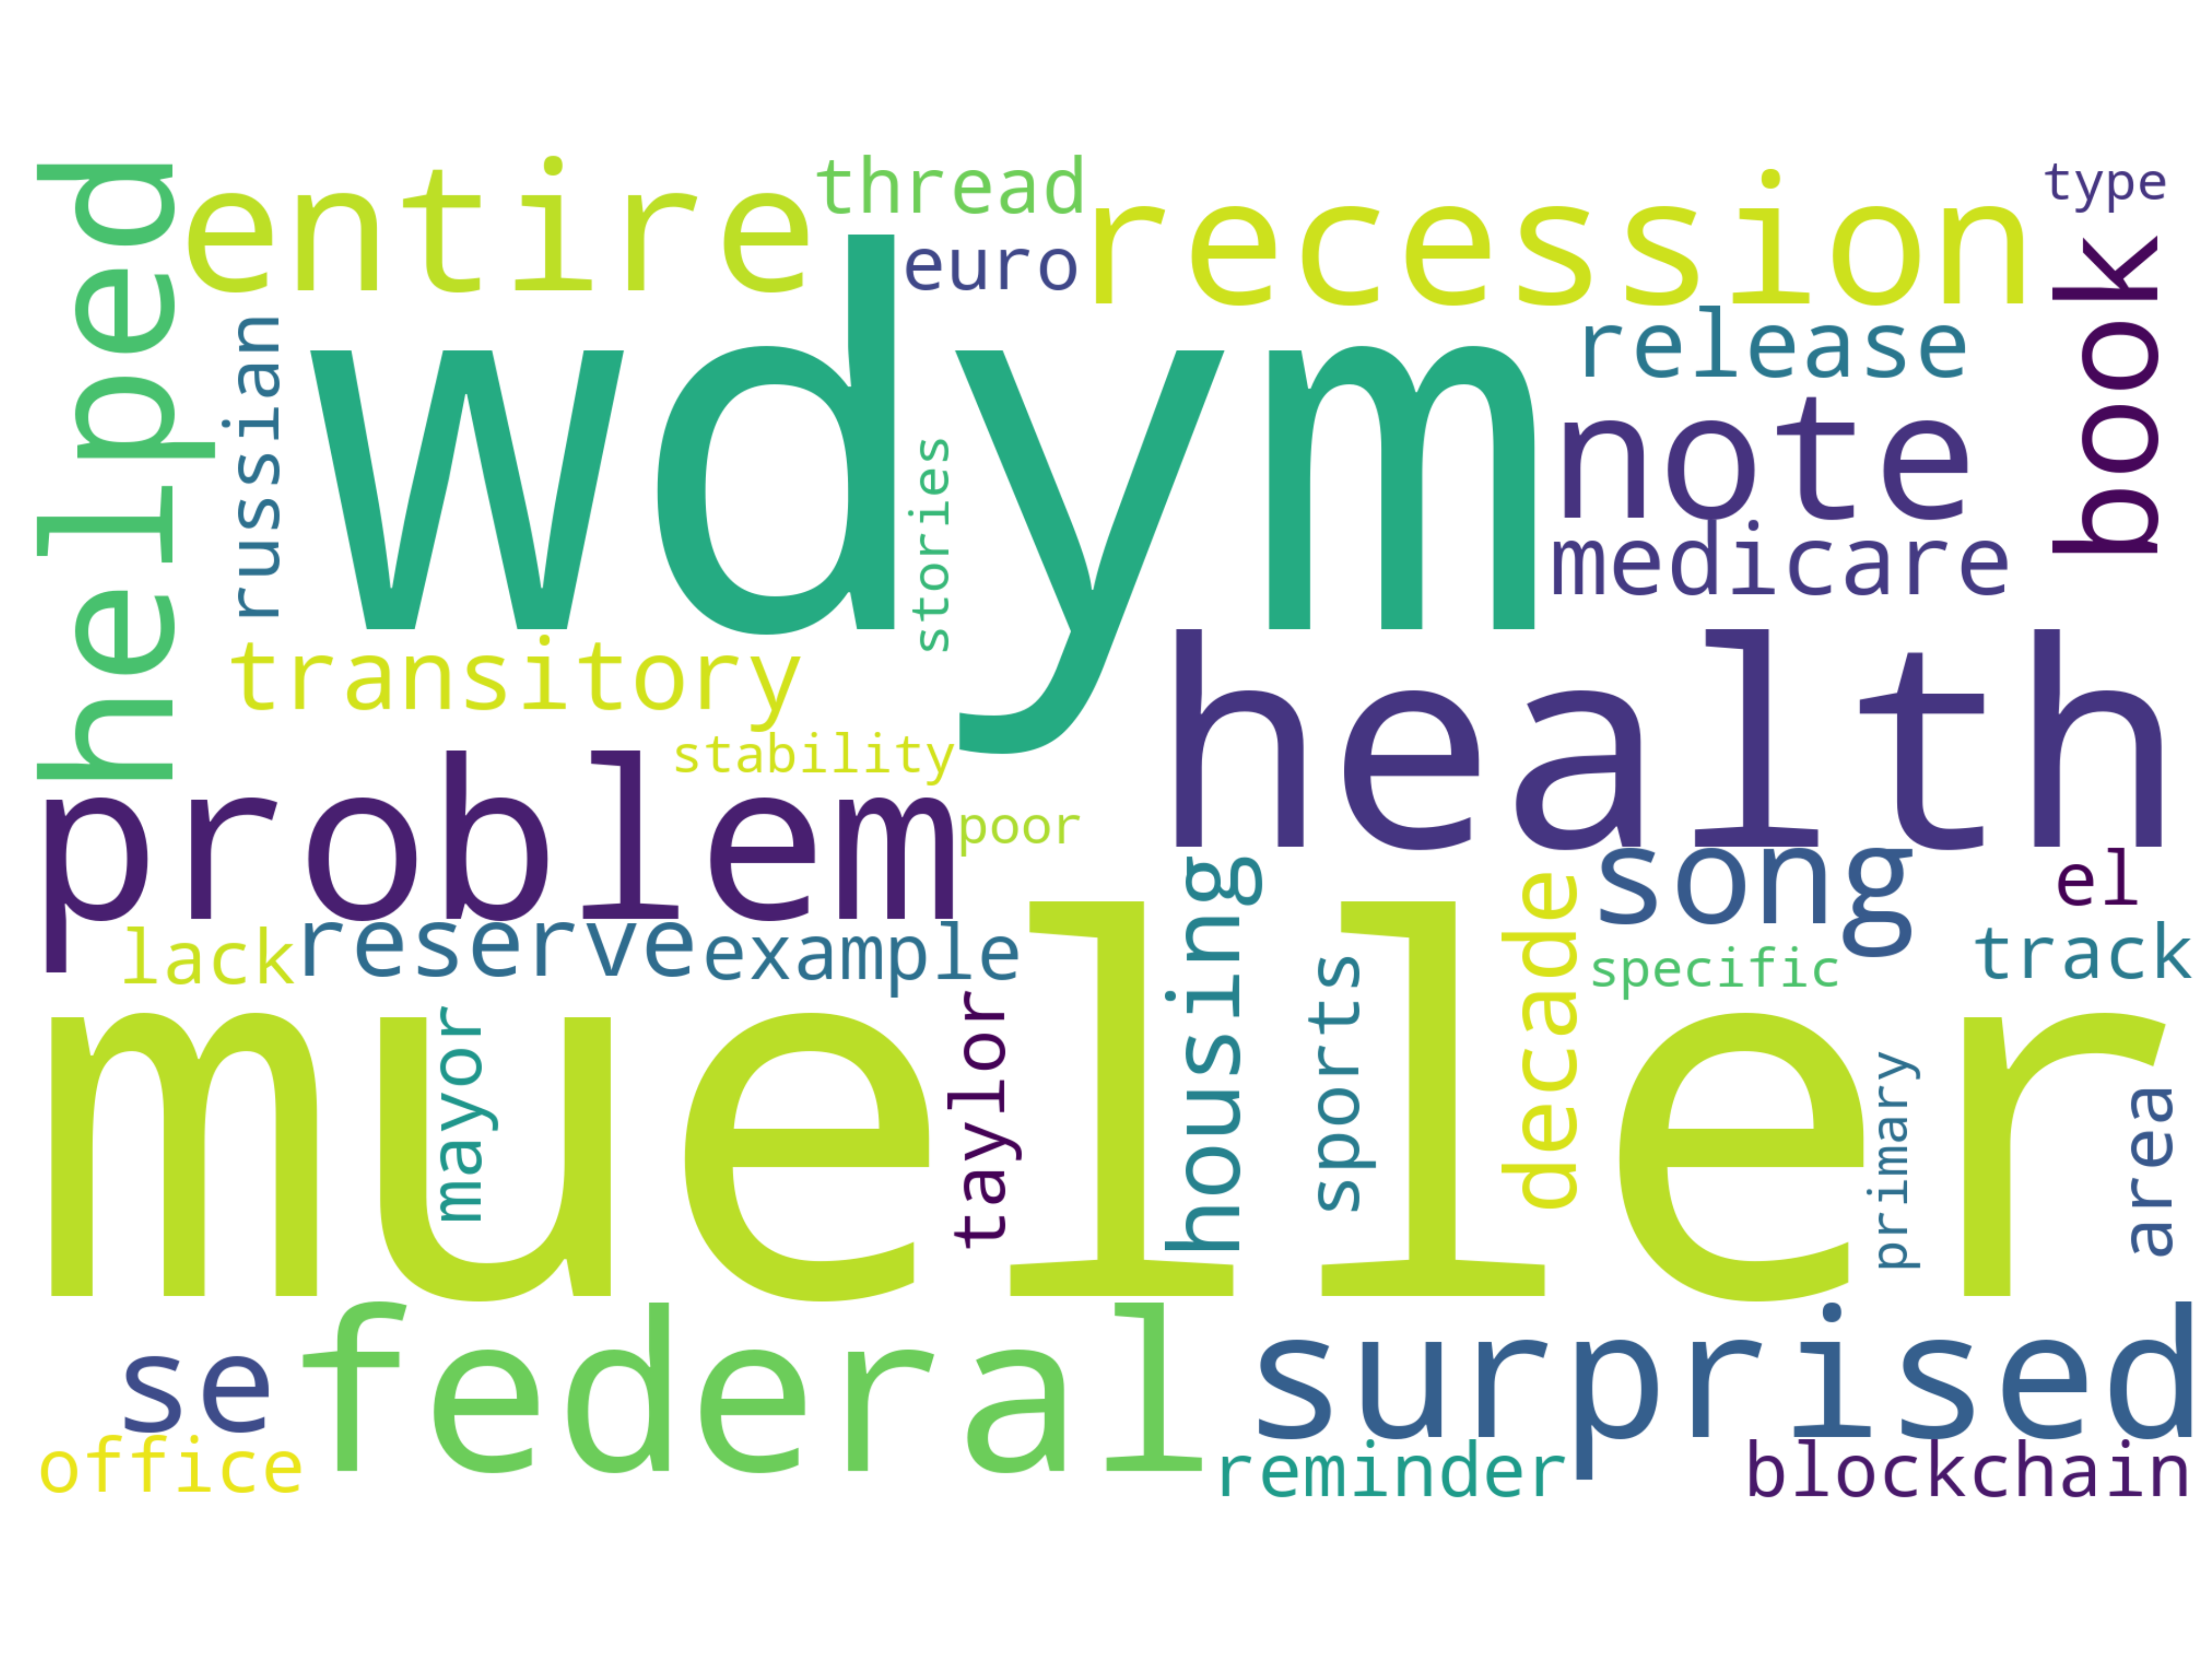 helped
entire
thread
type
euro
recession
book
russian
wdym
release
stories
note
medicare
transitory
health
stability
problem
poor
song
el
lack
reserve
example
housing
decade
specific
track
mueller
mayor
taylor
sports
primary
area
se
federal
surprised
office
reminder
blockchain